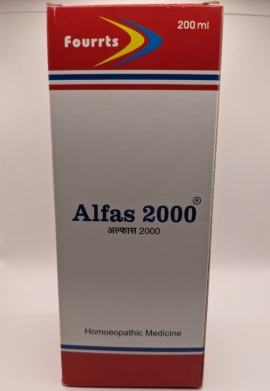 Fourrts
200 ml
Alfas 2000®
अल्फास 2000
Homoeopathic Medicine